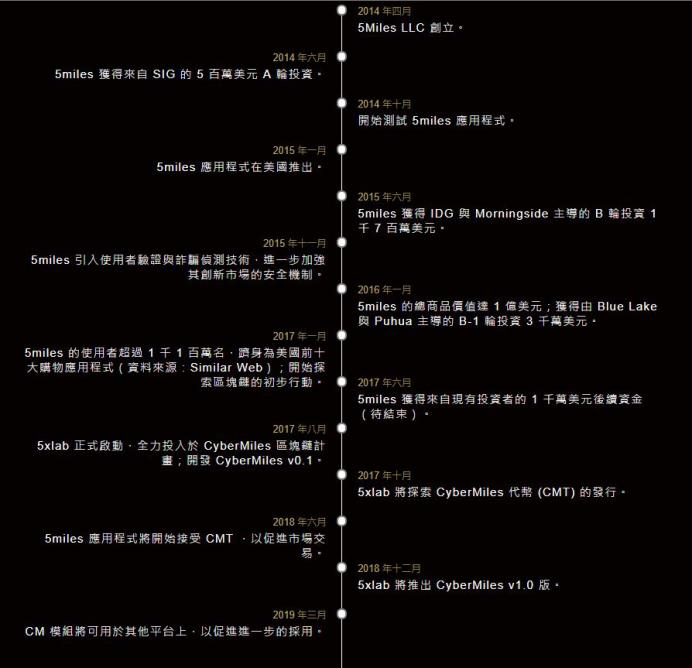 2014 年四月
5Miles LLC 創立。
2014 年六月
5miles 獲得來自 SIG 的 5 百萬美元 A 輪投資。
2014 年十月
開始測試 5miles 應用程式。
2015 年一月
5miles 應用程式在美國推出。
2015 年六月
5miles 獲得 IDG 與 Morningside 主導的 B 輪投資 1
千 7 百萬美元。
2015 年十一月
5miles 引入使用者驗證與詐騙偵測技術,進一步加強
其創新市場的安全機制。
2016 年一月
5miles 的總商品價值達 1 億美元;獲得由 Blue Lake
與 Puhua 主導的 B-1 輪投資 3 千萬美元。
2017 年一月
5miles 的使用者超過 1 千 1 百萬名,躋身為美國前十
大購物應用程式(資料來源:Similar Web);開始探
索區塊鏈的初步行動。
2017 年六月
5miles 獲得來自現有投資者的 1 千萬美元後續資金
(待結束)。
2017 年八月
5xlab 正式啟動,全力投入於 CyberMiles 區塊鏈計
畫;開發 CyberMiles v0.1。
2017 年十月
5xlab 將探索 CyberMiles 代幣 (CMT) 的發行。
2018 年六月
5miles 應用程式將開始接受 CMT ,以促進市場交
易。
2018 年十二月
5xlab 將推出 CyberMiles v1.0 版。
2019 年三月
CM 模組將可用於其他平台上,以促進進一步的採用。